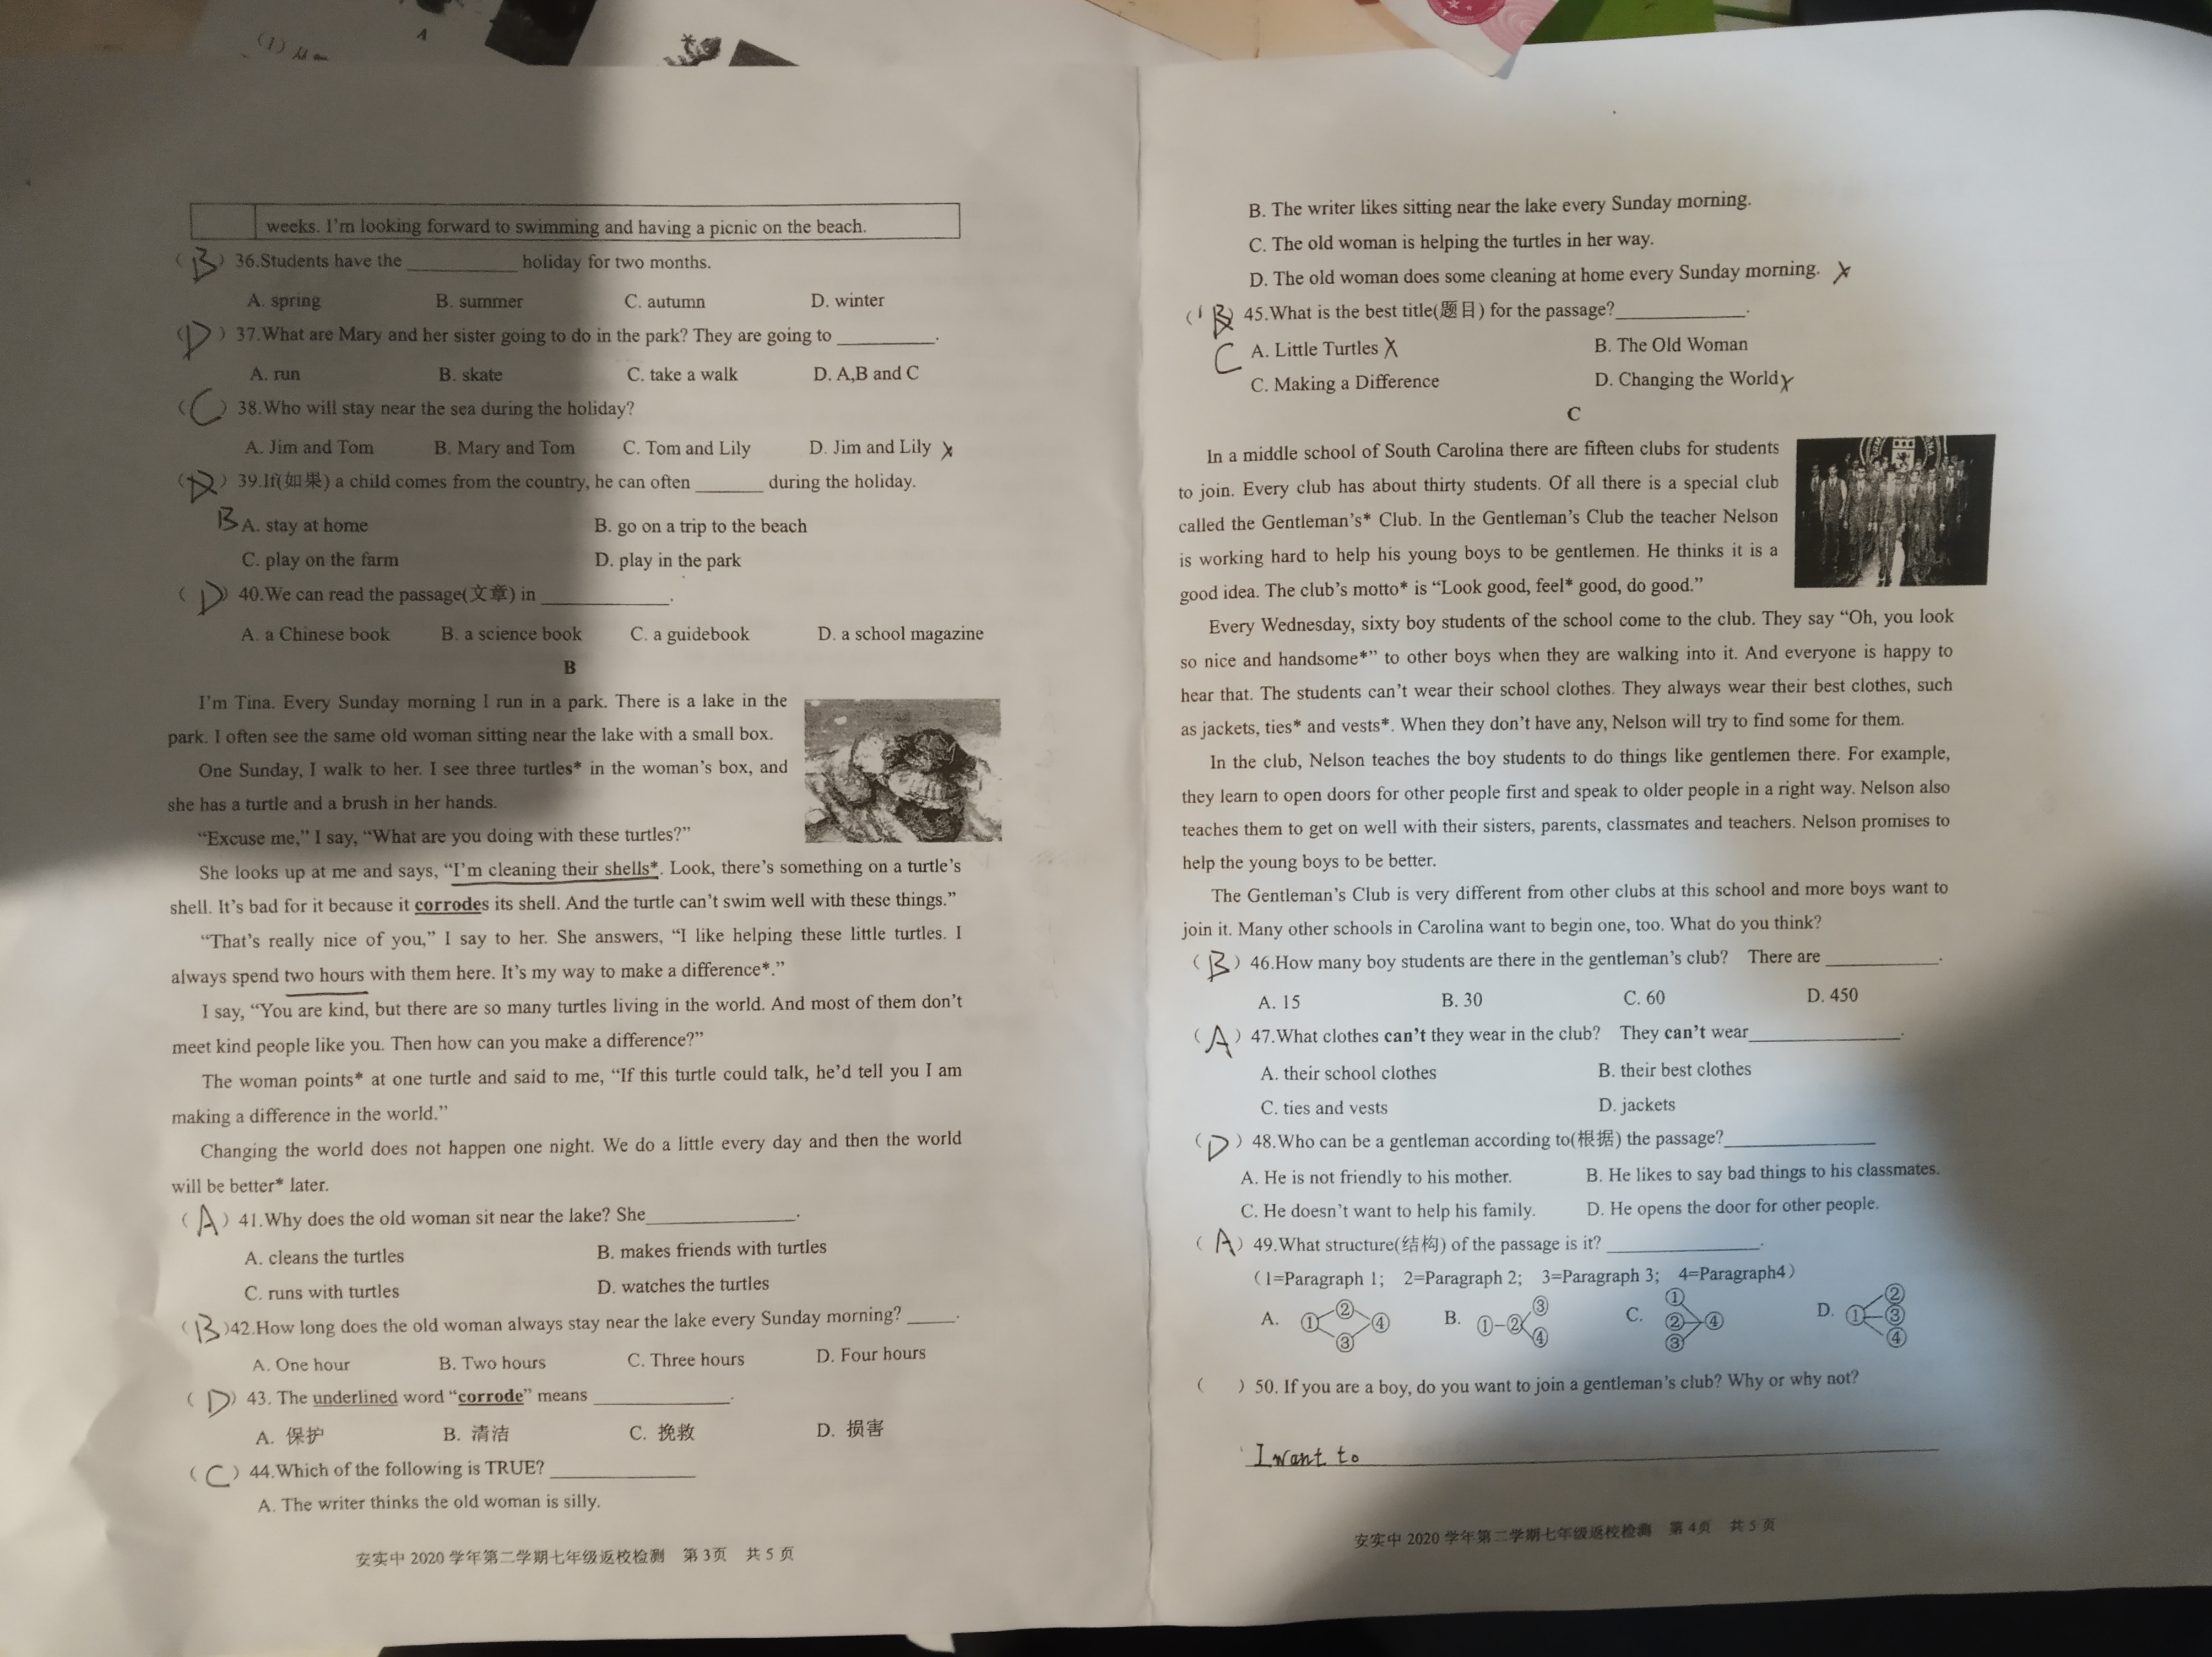 (1) 从
A
weeks. I'm looking forward to swimming and having a picnic on the beach.
( B ) 36.Students have the ________ holiday for two months.
A. spring B. summer C. autumn D. winter
( D ) 37.What are Mary and her sister going to do in the park? They are going to ________.
A. run B. skate C. take a walk D. A,B and C
( C ) 38.Who will stay near the sea during the holiday?
A. Jim and Tom B. Mary and Tom C. Tom and Lily D. Jim and Lily X
( D ) 39.If(如果) a child comes from the country, he can often ______ during the holiday.
B A. stay at home B. go on a trip to the beach
C. play on the farm D. play in the park
( D ) 40.We can read the passage(文章) in ________.
A. a Chinese book B. a science book C. a guidebook D. a school magazine
B
I'm Tina. Every Sunday morning I run in a park. There is a lake in the
park. I often see the same old woman sitting near the lake with a small box.
One Sunday, I walk to her. I see three turtles* in the woman's box, and
she has a turtle and a brush in her hands.
“Excuse me,” I say, “What are you doing with these turtles?”
She looks up at me and says, “I'm cleaning their shells*. Look, there's something on a turtle's
shell. It's bad for it because it corrodes its shell. And the turtle can't swim well with these things.”
“That's really nice of you,” I say to her. She answers, “I like helping these little turtles. I
always spend two hours with them here. It's my way to make a difference*.”
I say, “You are kind, but there are so many turtles living in the world. And most of them don't
meet kind people like you. Then how can you make a difference?”
The woman points* at one turtle and said to me, “If this turtle could talk, he'd tell you I am
making a difference in the world.”
Changing the world does not happen one night. We do a little every day and then the world
will be better* later.
( A ) 41.Why does the old woman sit near the lake? She________.
A. cleans the turtles B. makes friends with turtles
C. runs with turtles D. watches the turtles
( B )42.How long does the old woman always stay near the lake every Sunday morning? ____.
A. One hour B. Two hours C. Three hours D. Four hours
( D ) 43. The underlined word “corrode” means ________.
A. 保护 B. 清洁 C. 挽救 D. 损害
( C ) 44.Which of the following is TRUE? ________
A. The writer thinks the old woman is silly.
安实中 2020 学年第二学期七年级返校检测 第 3页 共 5 页
B. The writer likes sitting near the lake every Sunday morning.
C. The old woman is helping the turtles in her way.
D. The old woman does some cleaning at home every Sunday morning. X
( B ) 45.What is the best title(题目) for the passage?________.
C A. Little Turtles X B. The Old Woman
C. Making a Difference D. Changing the World X
C
In a middle school of South Carolina there are fifteen clubs for students
to join. Every club has about thirty students. Of all there is a special club
called the Gentleman's* Club. In the Gentleman's Club the teacher Nelson
is working hard to help his young boys to be gentlemen. He thinks it is a
good idea. The club's motto* is “Look good, feel* good, do good.”
Every Wednesday, sixty boy students of the school come to the club. They say “Oh, you look
so nice and handsome*” to other boys when they are walking into it. And everyone is happy to
hear that. The students can't wear their school clothes. They always wear their best clothes, such
as jackets, ties* and vests*. When they don't have any, Nelson will try to find some for them.
In the club, Nelson teaches the boy students to do things like gentlemen there. For example,
they learn to open doors for other people first and speak to older people in a right way. Nelson also
teaches them to get on well with their sisters, parents, classmates and teachers. Nelson promises to
help the young boys to be better.
The Gentleman's Club is very different from other clubs at this school and more boys want to
join it. Many other schools in Carolina want to begin one, too. What do you think?
( B ) 46.How many boy students are there in the gentleman's club? There are ________.
A. 15 B. 30 C. 60 D. 450
( A ) 47.What clothes can't they wear in the club? They can't wear________.
A. their school clothes B. their best clothes
C. ties and vests D. jackets
( D ) 48.Who can be a gentleman according to(根据) the passage?________
A. He is not friendly to his mother. B. He likes to say bad things to his classmates.
C. He doesn't want to help his family. D. He opens the door for other people.
( A ) 49.What structure(结构) of the passage is it? ________.
(1=Paragraph 1; 2=Paragraph 2; 3=Paragraph 3; 4=Paragraph4)
A. ① ② ③ ④ B. ①-② ③ ④ C. ① ② ③ ④ D. ① ② ③ ④
( ) 50. If you are a boy, do you want to join a gentleman's club? Why or why not?
I want to
安实中 2020 学年第二学期七年级返校检测 第 4页 共 5 页